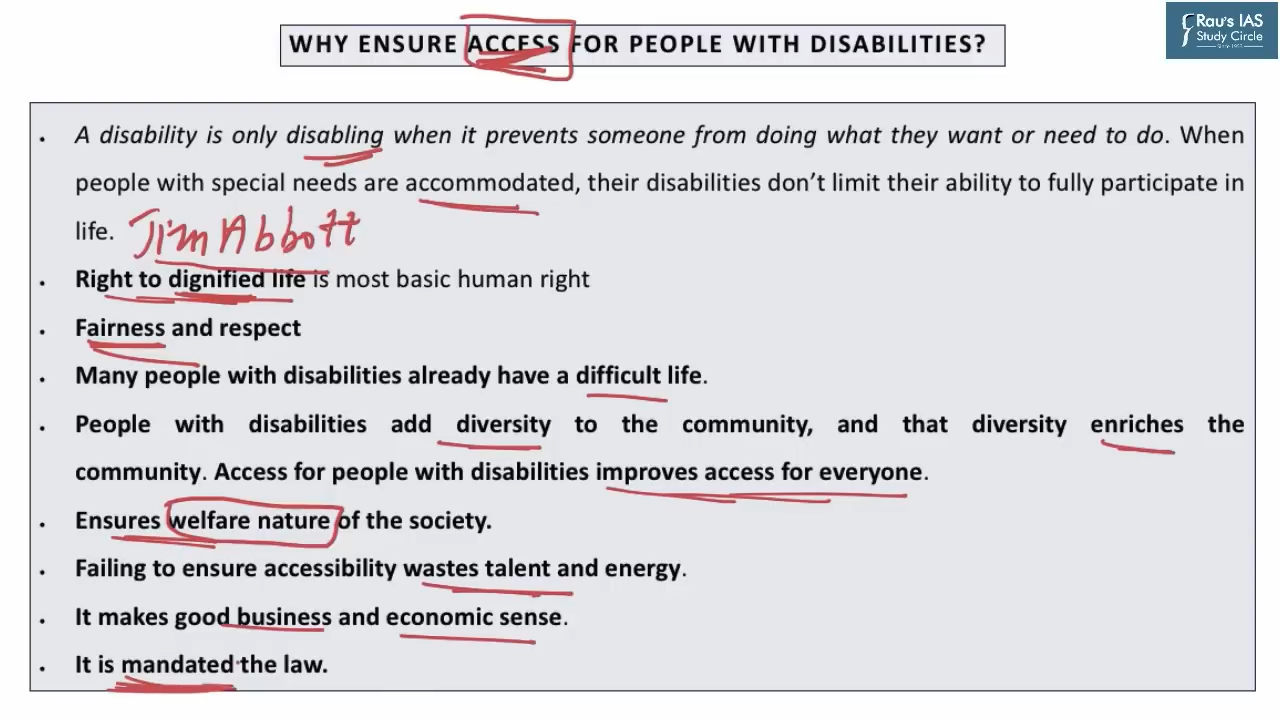 WHY ENSURE ACCESS FOR PEOPLE WITH DISABILITIES?
Rau's IAS
Study Circle
Since 1953
• A disability is only disabling when it prevents someone from doing what they want or need to do. When
people with special needs are accommodated, their disabilities don't limit their ability to fully participate in
life. Jim Abbott
• Right to dignified life is most basic human right
• Fairness and respect
• Many people with disabilities already have a difficult life.
• People with disabilities add diversity to the community, and that diversity enriches the
community. Access for people with disabilities improves access for everyone.
• Ensures welfare nature of the society.
• Failing to ensure accessibility wastes talent and energy.
• It makes good business and economic sense.
• It is mandated the law.